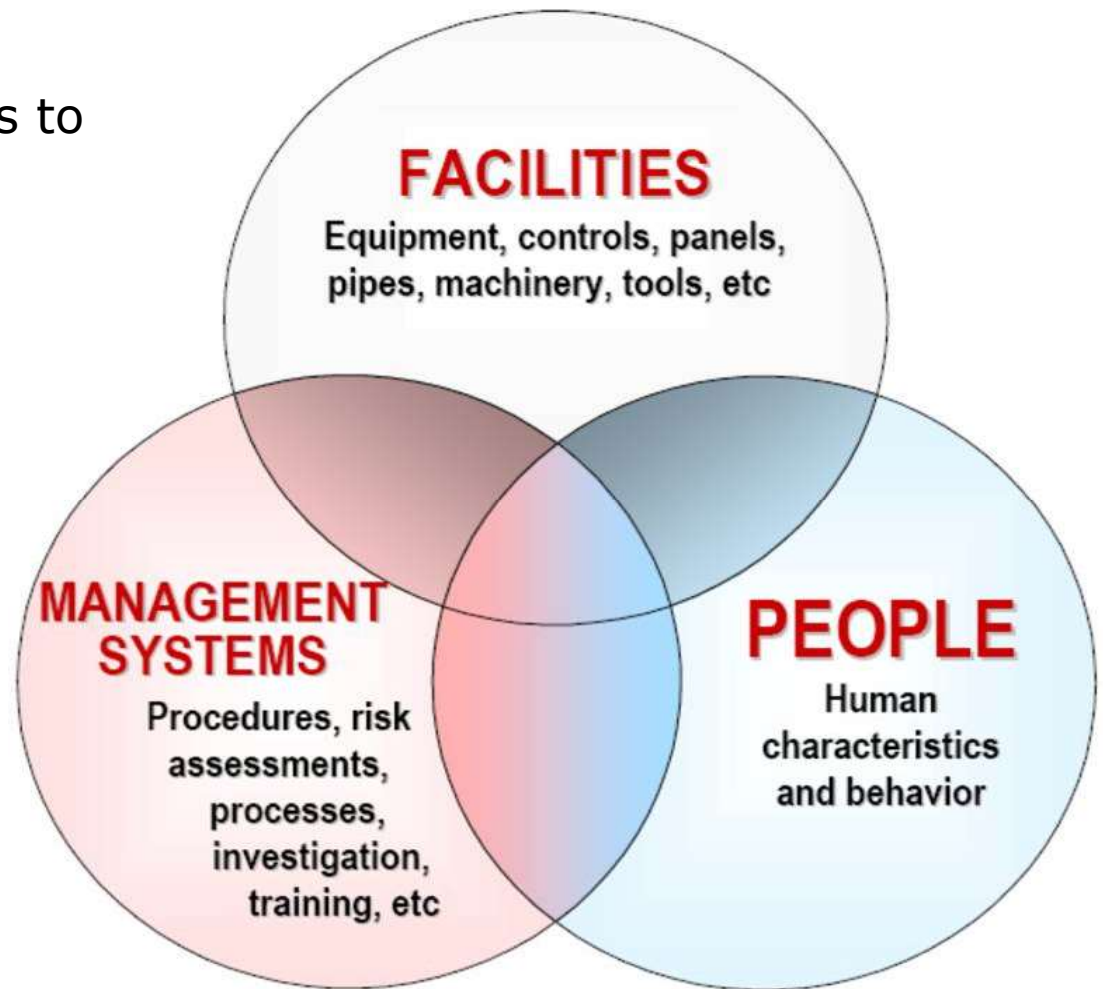 s to
FACILITIES
Equipment, controls, panels,
pipes, machinery, tools, etc
MANAGEMENT
SYSTEMS
Procedures, risk
assessments,
processes,
investigation,
training, etc
PEOPLE
Human
characteristics
and behavior